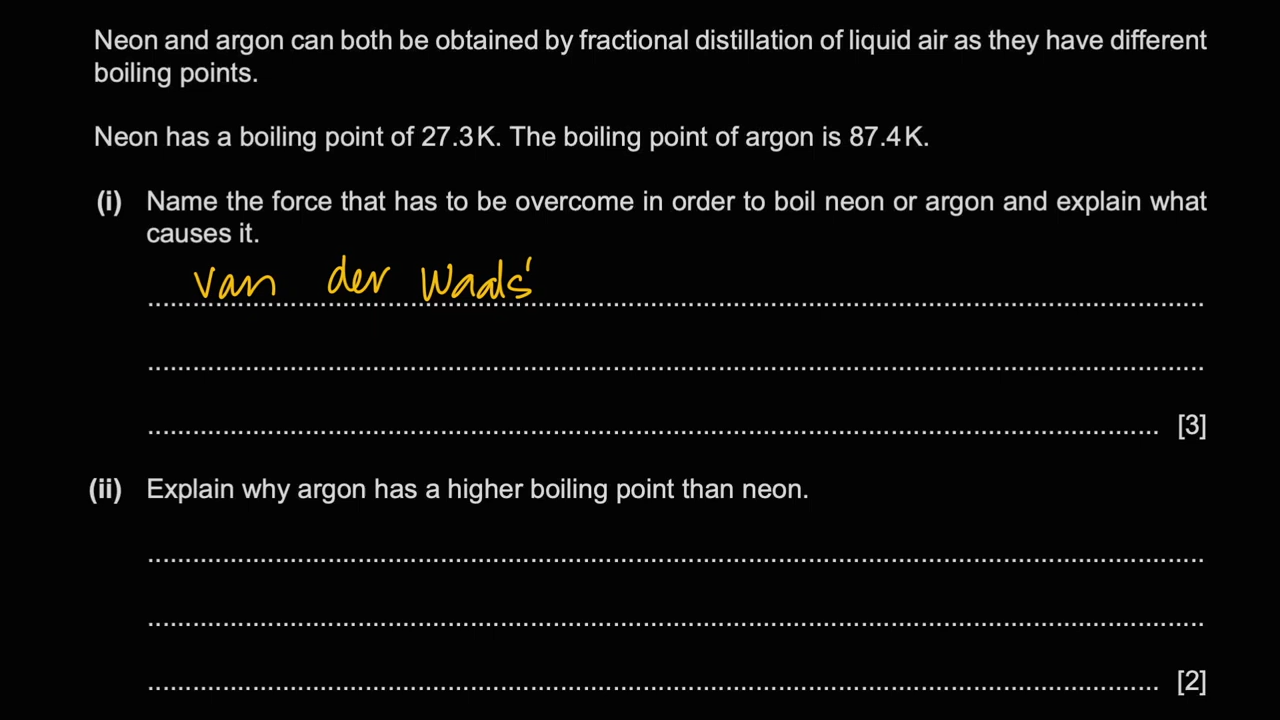 Neon and argon can both be obtained by fractional distillation of liquid air as they have different
boiling points.
Neon has a boiling point of 27.3 K. The boiling point of argon is 87.4 K.
(i) Name the force that has to be overcome in order to boil neon or argon and explain what
causes it.
van der Waals'
[3]
(ii) Explain why argon has a higher boiling point than neon.
[2]